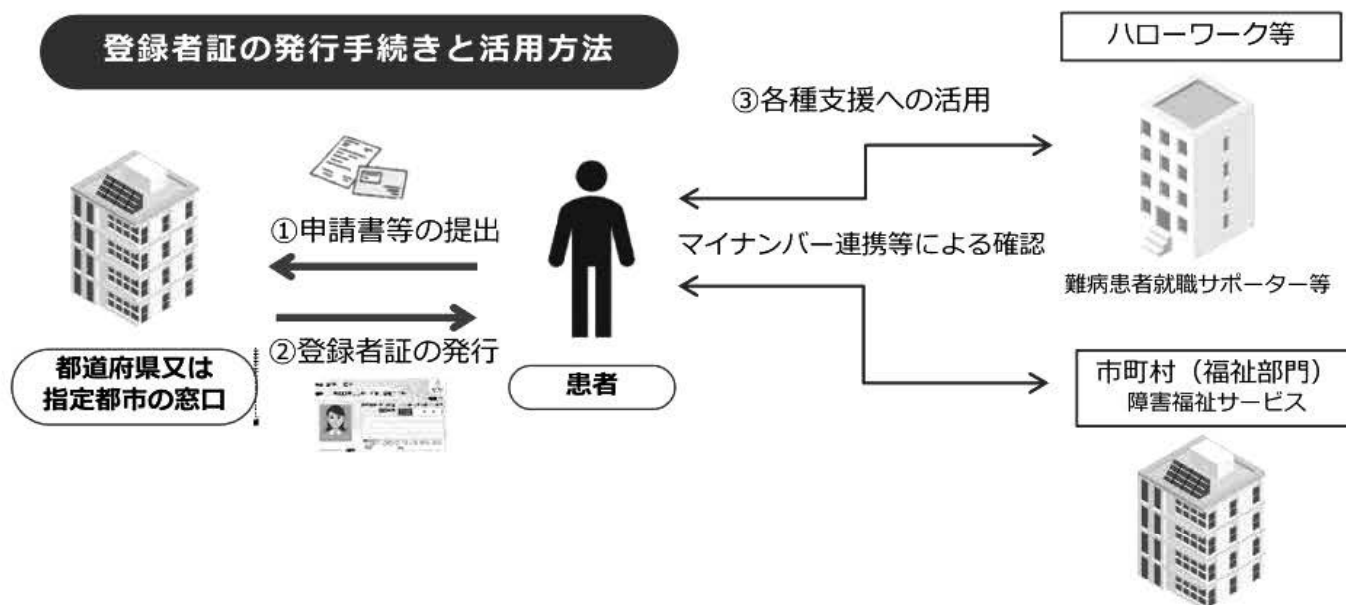 登録者証の発行手続きと活用方法
ハローワーク等
③各種支援への活用
①申請書等の提出
マイナンバー連携等による確認
難病患者就職サポーター等
②登録者証の発行
都道府県又は
指定都市の窓口
患者
市町村（福祉部門）
障害福祉サービス